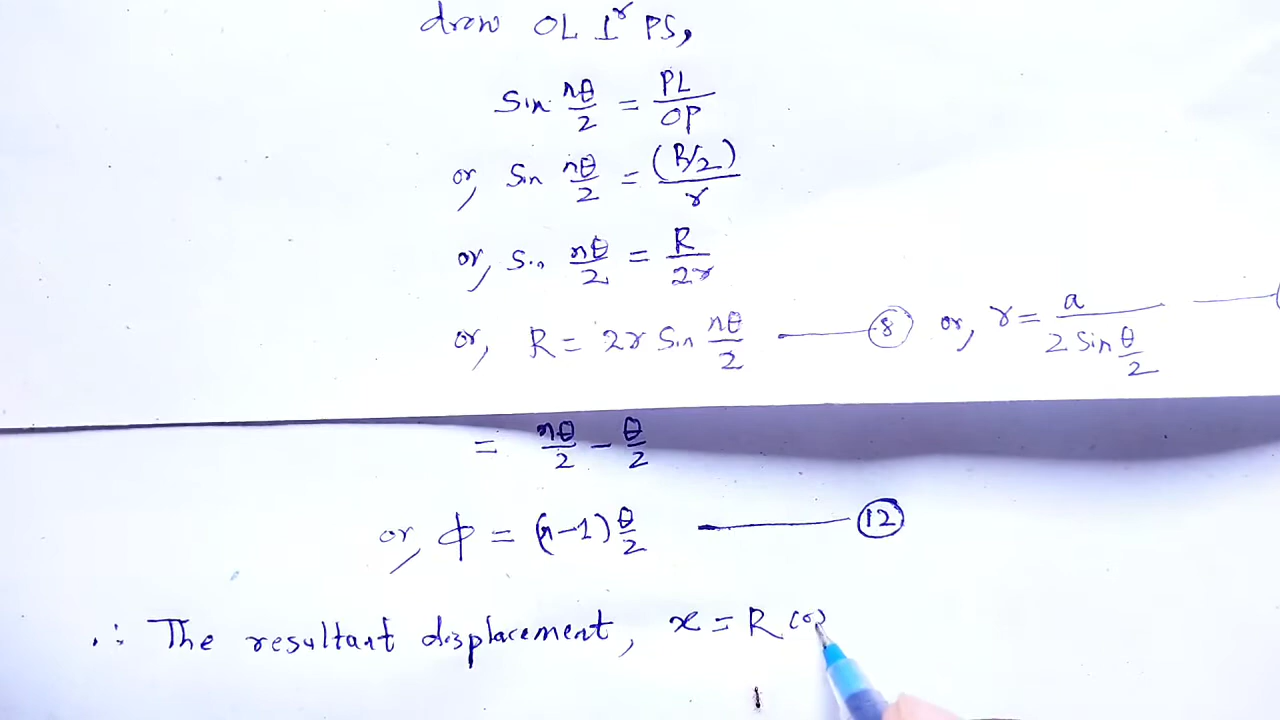 draw OL ⊥ʳ PS,
Sin nθ/2 = PL/OP
or, Sin nθ/2 = (R/2)/r
or, Sin nθ/2 = R/2r
or, R = 2r Sin nθ/2 —— ⑧ or, r = a/(2 Sin θ/2) ——
= nθ/2 - θ/2
or, ϕ = (n-1) θ/2 —— ⑫
∴ The resultant displacement, x = R cos